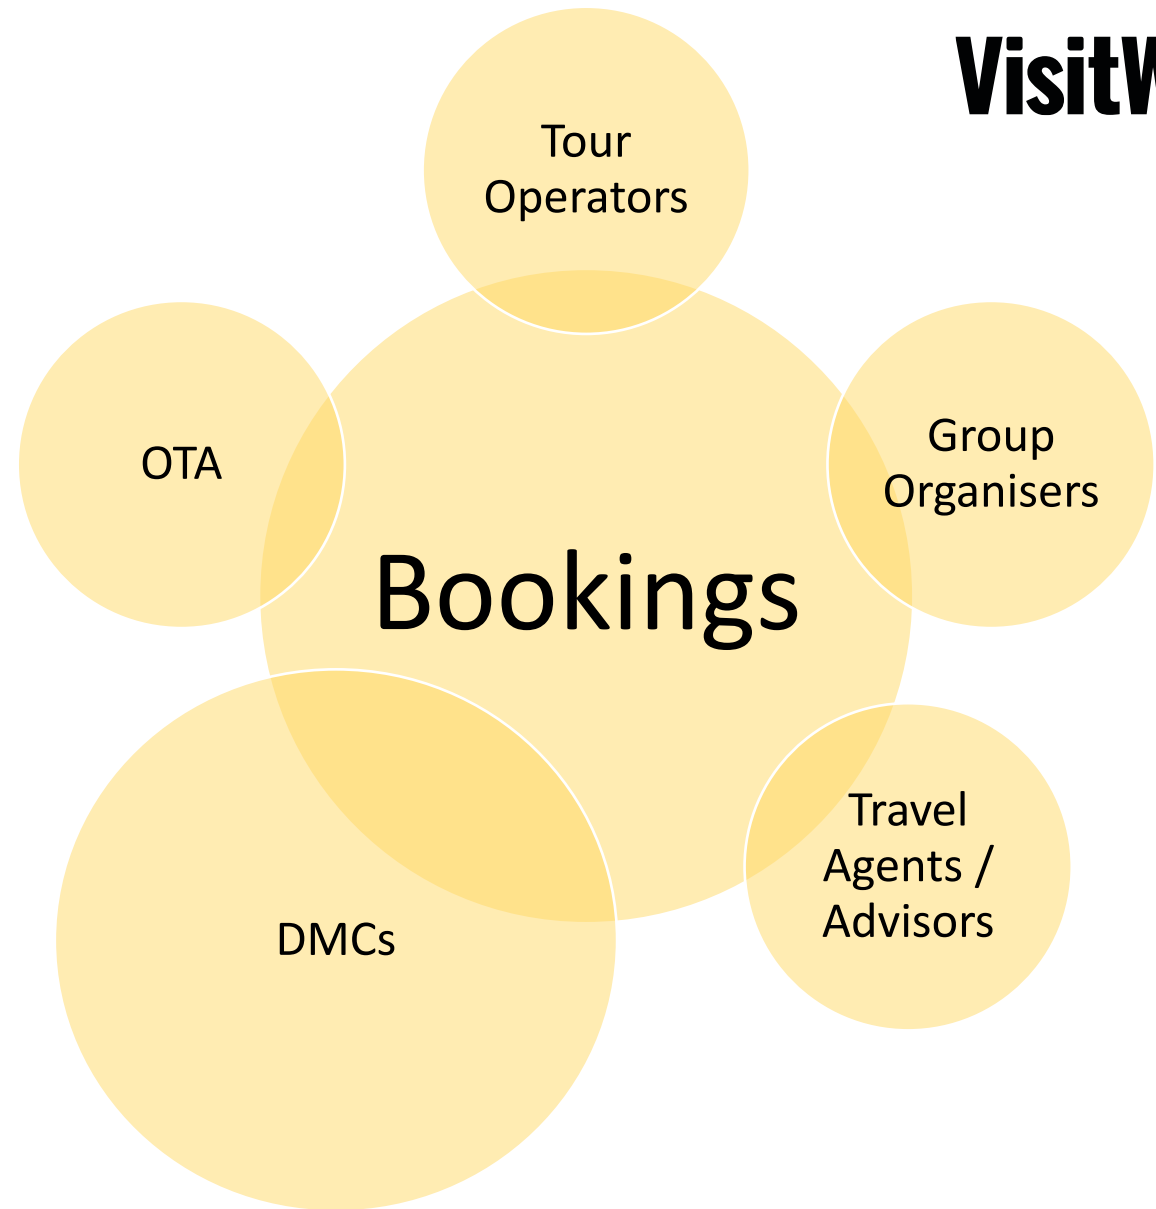 VisitW
Tour
Operators
OTA
Group
Organisers
Bookings
Travel
Agents /
Advisors
DMCs